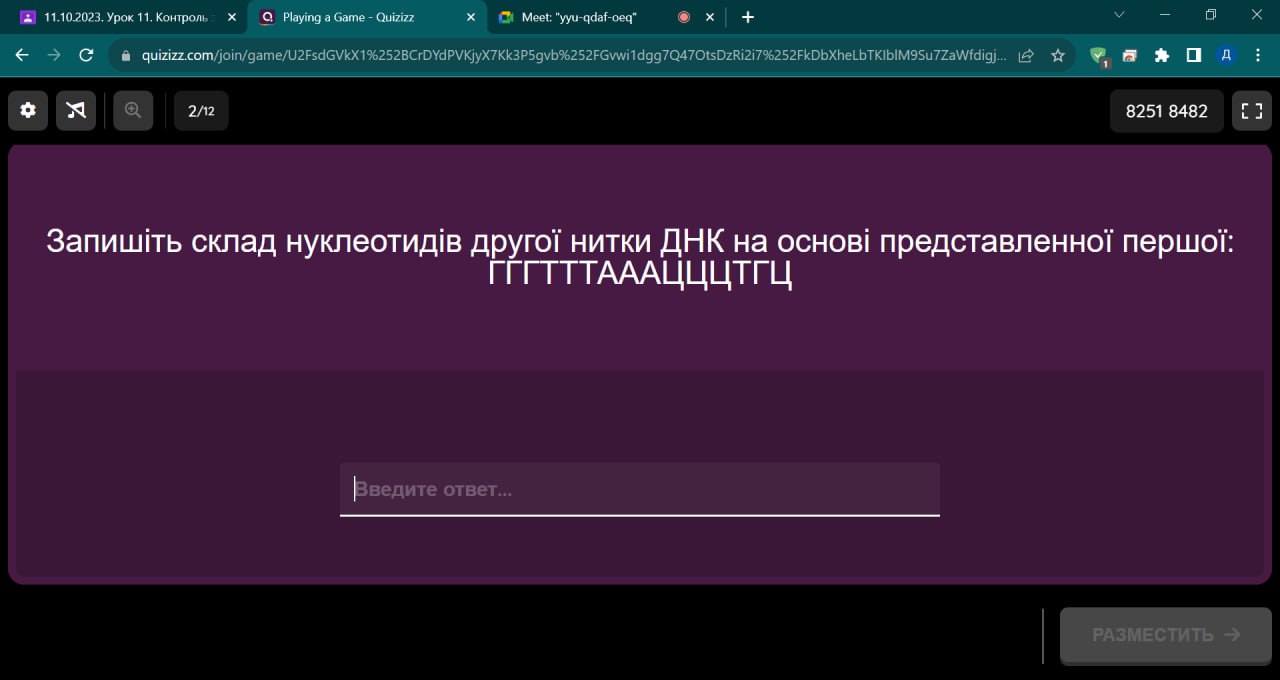 11.10.2023. Урок 11. Контроль
Playing a Game - Quizizz
Meet: "yyu-qdaf-oeq"
quizizz.com/join/game/U2FsdGVkX1%252BCrDYdPVKjyX7Kk3P5gvb%252FGvwi1dgg7Q47OtsDzRi2i7%252FkDbXheLbTKIblM9Su7ZaWfdigj...
1
Д
2/12
8251 8482
Запишіть склад нуклеотидів другої нитки ДНК на основі представленної першої:
ГГГТТТАААЦЦЦТГЦ
Введите ответ...
РАЗМЕСТИТЬ